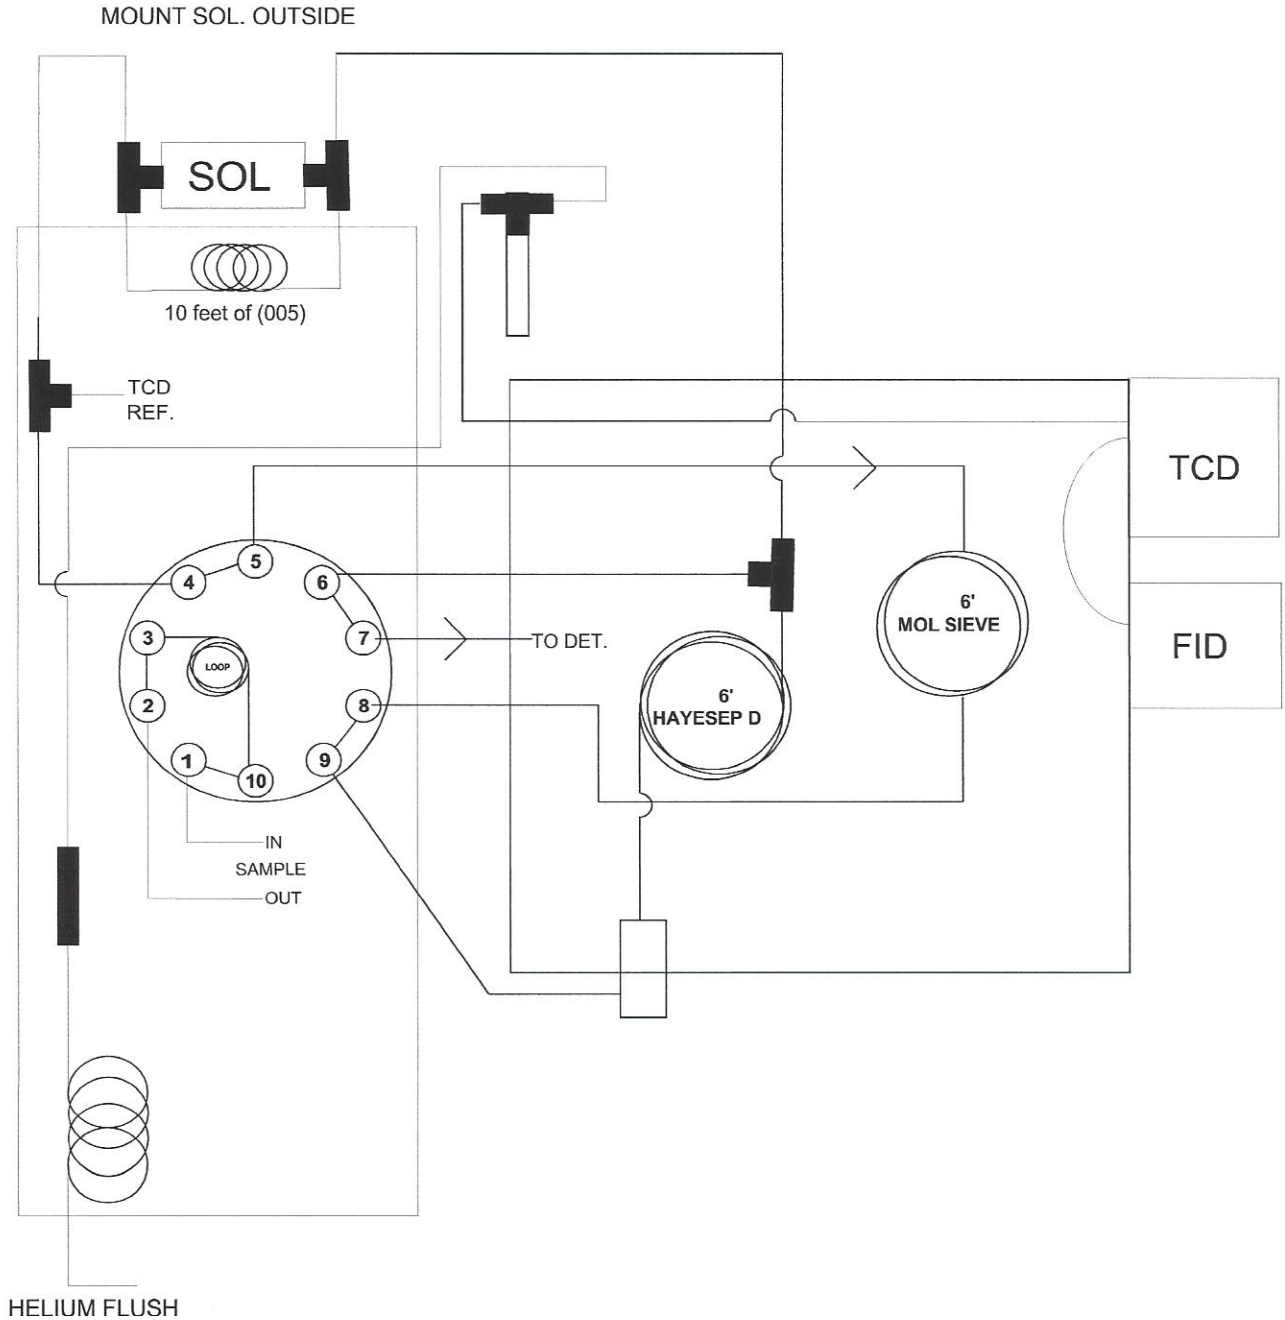 MOUNT SOL. OUTSIDE
SOL
10 feet of (005)
TCD
REF.
TCD
5
4
6
3
7
TO DET.
LOOP
6'
MOL SIEVE
FID
2
8
6'
HAYESEP D
1
9
10
IN
SAMPLE
OUT
HELIUM FLUSH